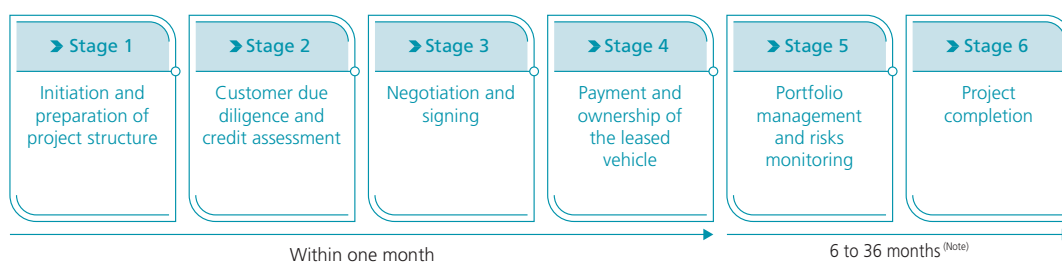 Stage 1
Initiation and
preparation of
project structure
Stage 2
Customer due
diligence and
credit assessment
Stage 3
Negotiation and
signing
Stage 4
Payment and
ownership of
the leased
vehicle
Stage 5
Portfolio
management
and risks
monitoring
Stage 6
Project
completion
Within one month
6 to 36 months (Note)